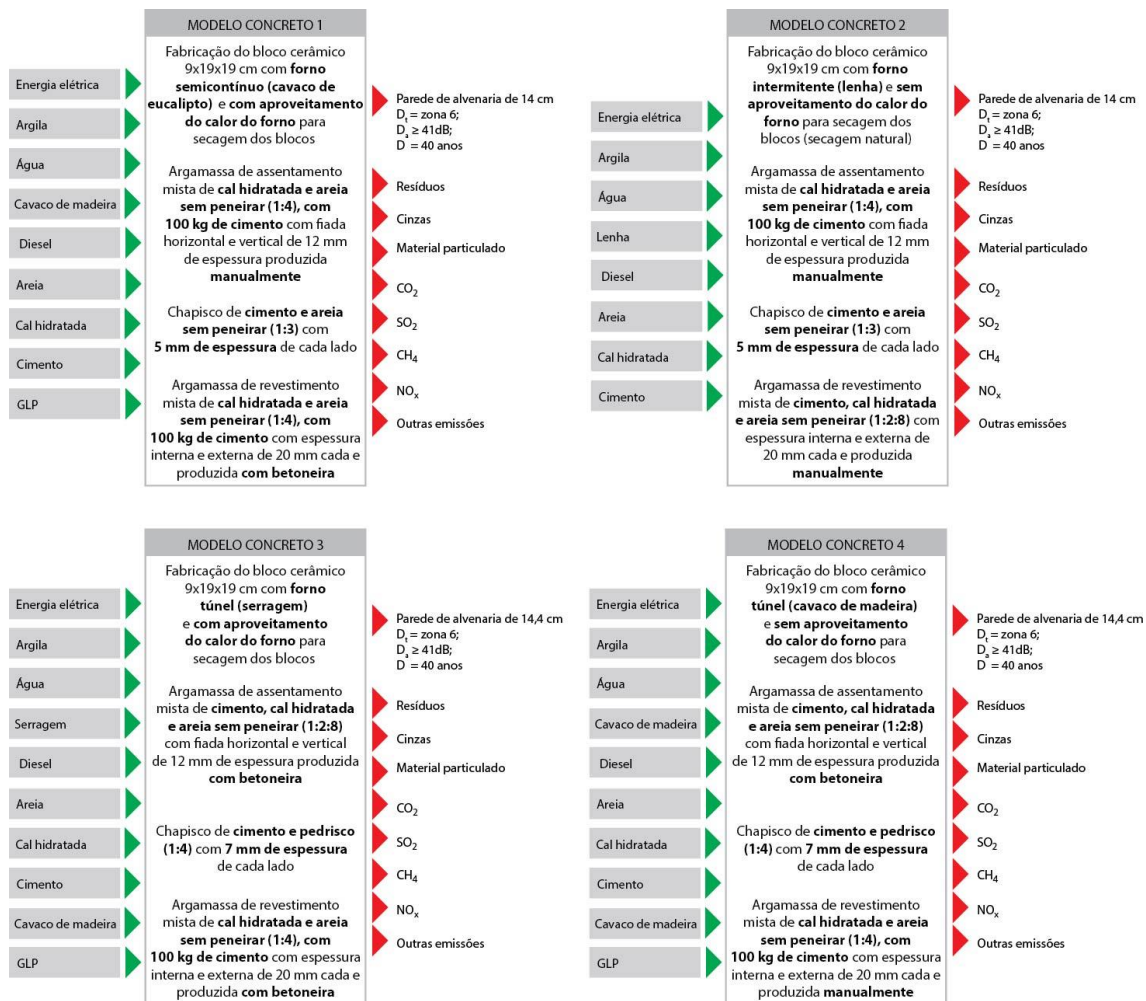 MODELO CONCRETO 1
Energia elétrica
Argila
Água
Cavaco de madeira
Diesel
Areia
Cal hidratada
Cimento
GLP
Fabricação do bloco cerâmico
9x19x19 cm com forno
semicontínuo (cavaco de
eucalipto) e com aproveitamento
do calor do forno para
secagem dos blocos
Argamassa de assentamento
mista de cal hidratada e areia
sem peneirar (1:4), com
100 kg de cimento com fiada
horizontal e vertical de 12 mm
de espessura produzida
manualmente
Chapisco de cimento e areia
sem peneirar (1:3) com
5 mm de espessura de cada lado
Argamassa de revestimento
mista de cal hidratada e areia
sem peneirar (1:4), com
100 kg de cimento com espessura
interna e externa de 20 mm cada e
produzida com betoneira
Parede de alvenaria de 14 cm
Dt = zona 6;
Da ≥ 41dB;
D = 40 anos
Resíduos
Cinzas
Material particulado
CO2
SO2
CH4
NOx
Outras emissões
MODELO CONCRETO 2
Energia elétrica
Argila
Água
Lenha
Diesel
Areia
Cal hidratada
Cimento
Fabricação do bloco cerâmico
9x19x19 cm com forno
intermitente (lenha) e sem
aproveitamento do calor do
forno para secagem dos
blocos (secagem natural)
Argamassa de assentamento
mista de cal hidratada e areia
sem peneirar (1:4), com
100 kg de cimento com fiada
horizontal e vertical de 12 mm
de espessura produzida
manualmente
Chapisco de cimento e areia
sem peneirar (1:3) com
5 mm de espessura de cada lado
Argamassa de revestimento
mista de cimento, cal hidratada
e areia sem peneirar (1:2:8) com
espessura interna e externa de
20 mm cada e produzida
manualmente
Parede de alvenaria de 14 cm
Dt = zona 6;
Da ≥ 41dB;
D = 40 anos
Resíduos
Cinzas
Material particulado
CO2
SO2
CH4
NOx
Outras emissões
MODELO CONCRETO 3
Energia elétrica
Argila
Água
Serragem
Diesel
Areia
Cal hidratada
Cimento
Cavaco de madeira
GLP
Fabricação do bloco cerâmico
9x19x19 cm com forno
túnel (serragem)
e com aproveitamento
do calor do forno para
secagem dos blocos
Argamassa de assentamento
mista de cimento, cal hidratada
e areia sem peneirar (1:2:8)
com fiada horizontal e vertical
de 12 mm de espessura produzida
com betoneira
Chapisco de cimento e pedrisco
(1:4) com 7 mm de espessura
de cada lado
Argamassa de revestimento
mista de cal hidratada e areia
sem peneirar (1:4), com
100 kg de cimento com espessura
interna e externa de 20 mm cada e
produzida com betoneira
Parede de alvenaria de 14,4 cm
Dt = zona 6;
Da ≥ 41dB;
D = 40 anos
Resíduos
Cinzas
Material particulado
CO2
SO2
CH4
NOx
Outras emissões
MODELO CONCRETO 4
Energia elétrica
Argila
Água
Cavaco de madeira
Diesel
Areia
Cal hidratada
Cimento
Cavaco de madeira
GLP
Fabricação do bloco cerâmico
9x19x19 cm com forno
túnel (cavaco de madeira)
e sem aproveitamento
do calor do forno para
secagem dos blocos
Argamassa de assentamento
mista de cimento, cal hidratada
e areia sem peneirar (1:2:8)
com fiada horizontal e vertical
de 12 mm de espessura produzida
com betoneira
Chapisco de cimento e pedrisco
(1:4) com 7 mm de espessura
de cada lado
Argamassa de revestimento
mista de cal hidratada e areia
sem peneirar (1:4), com
100 kg de cimento com espessura
interna e externa de 20 mm cada e
produzida manualmente
Parede de alvenaria de 14,4 cm
Dt = zona 6;
Da ≥ 41dB;
D = 40 anos
Resíduos
Cinzas
Material particulado
CO2
SO2
CH4
NOx
Outras emissões